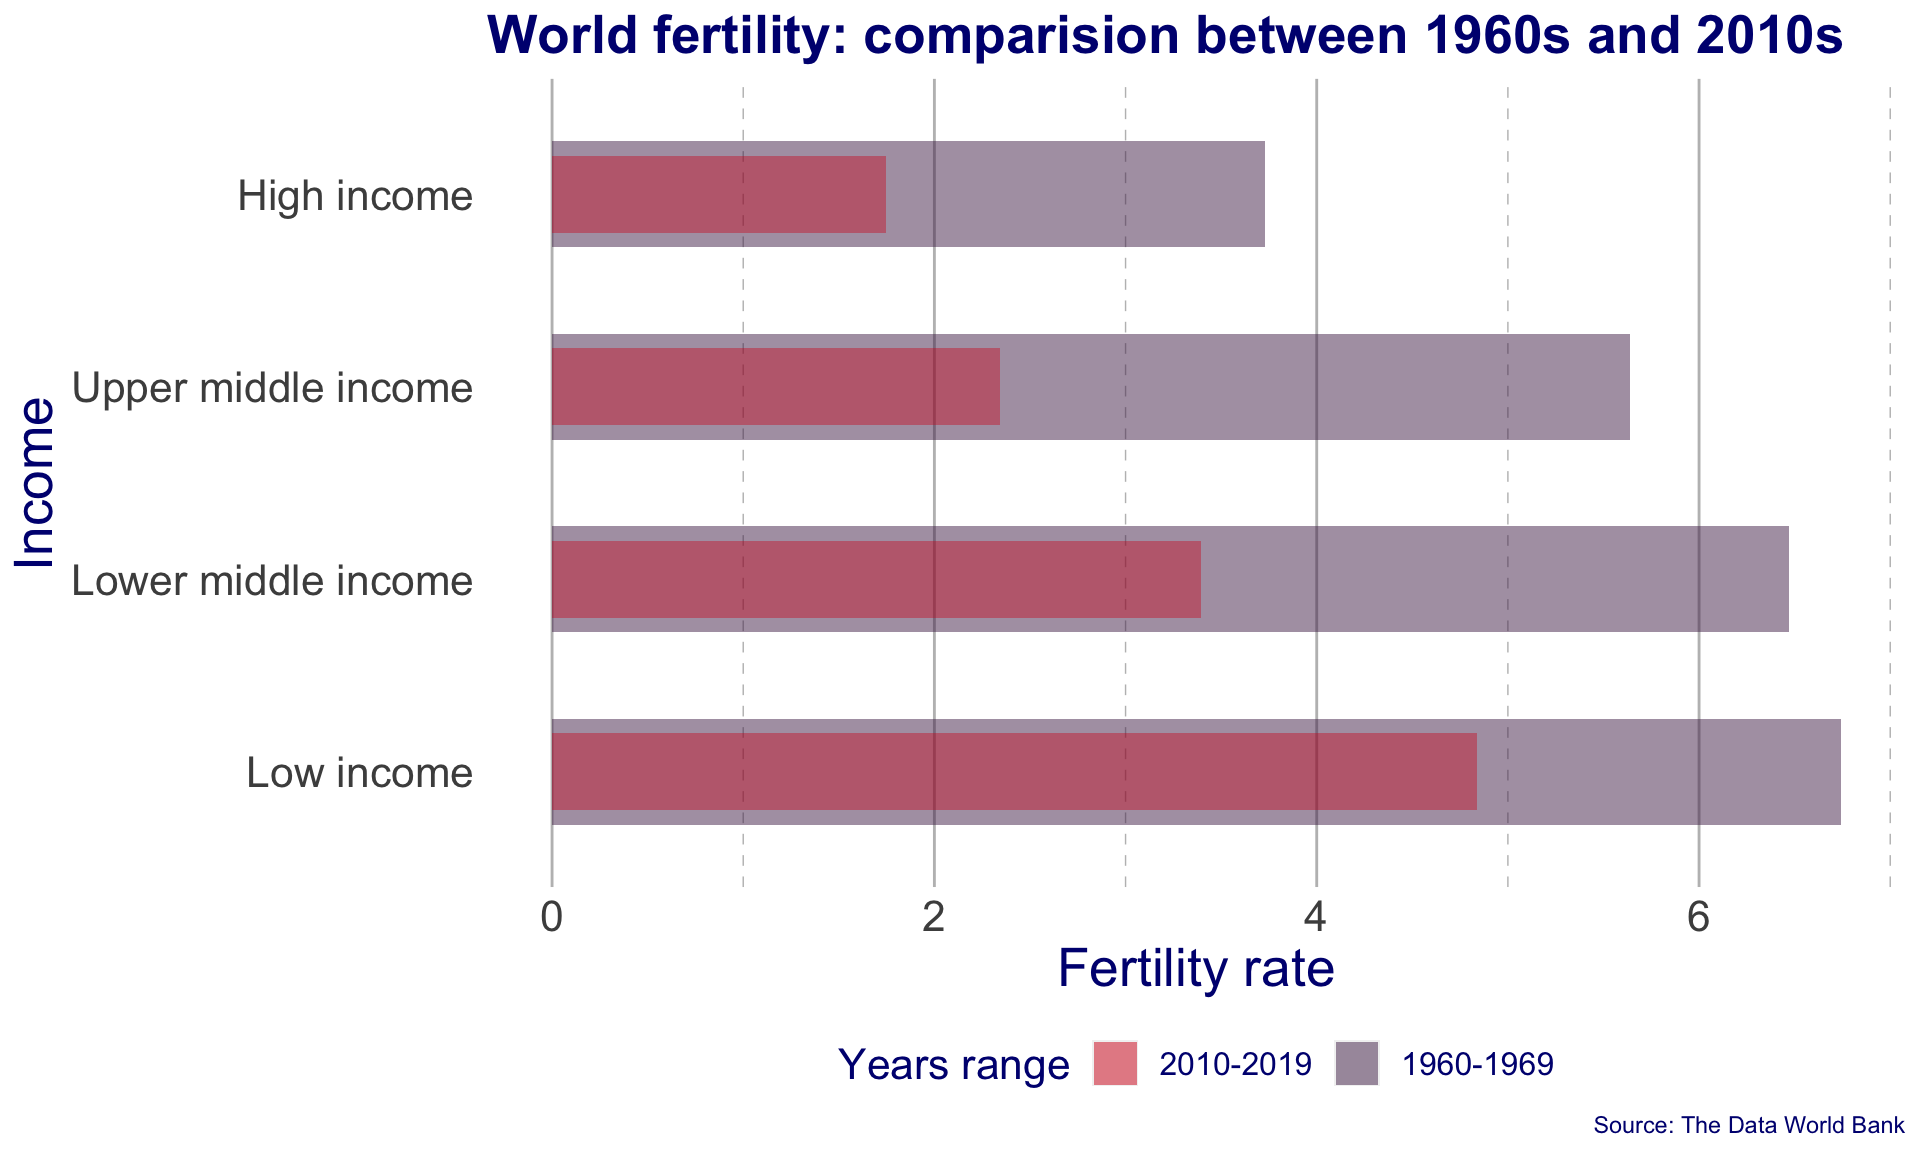 World fertility: comparision between 1960s and 2010s
Income
High income
Upper middle income
Lower middle income
Low income
0 2 4 6
Fertility rate
Years range 2010-2019 1960-1969
Source: The Data World Bank